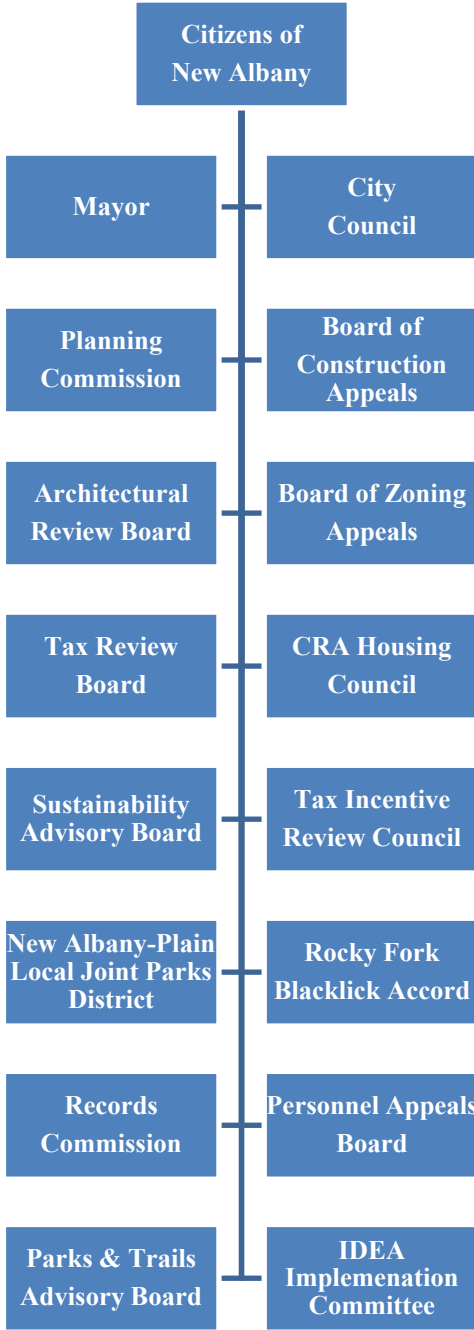 Citizens of
New Albany
Mayor
City
Council
Planning
Commission
Board of
Construction
Appeals
Architectural
Review Board
Board of Zoning
Appeals
Tax Review
Board
CRA Housing
Council
Sustainability
Advisory Board
Tax Incentive
Review Council
New Albany-Plain
Local Joint Parks
District
Rocky Fork
Blacklick Accord
Records
Commission
Personnel Appeals
Board
Parks & Trails
Advisory Board
IDEA
Implemenation
Committee